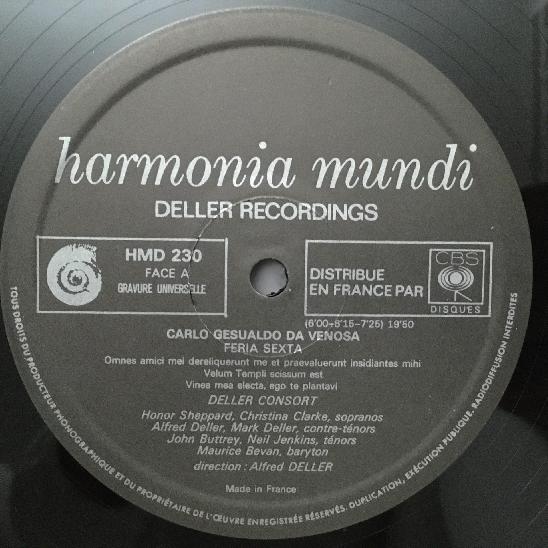 harmonia mundi
DELLER RECORDINGS
HMD 230
FACE A
GRAVURE UNIVERSELLE
DISTRIBUE
EN FRANCE PAR
CBS
DISQUES
(6'00-6'15-7'25) 19'50
CARLO GESUALDO DA VENOSA
FERIA SEXTA
Omnes amici mei dereliquerunt me et praevaluerunt insidiantes mihi
Velum Templi scissum est
Vinea mea electa, ego te plantavi
DELLER CONSORT
Honor Sheppard, Christina Clarke, sopranos
Alfred Deller, Mark Deller, contre-ténors
John Buttrey, Neil Jenkins, ténors
Maurice Bevan, baryton
direction : Alfred DELLER
Made in France
TOUS DROITS DU PRODUCTEUR PHONOGRAPHIQUE ET DU PROPRIÉTAIRE DE L'ŒUVRE ENREGISTRÉE RÉSERVÉS. DUPLICATION, EXÉCUTION PUBLIQUE, RADIODIFFUSION INTERDITES